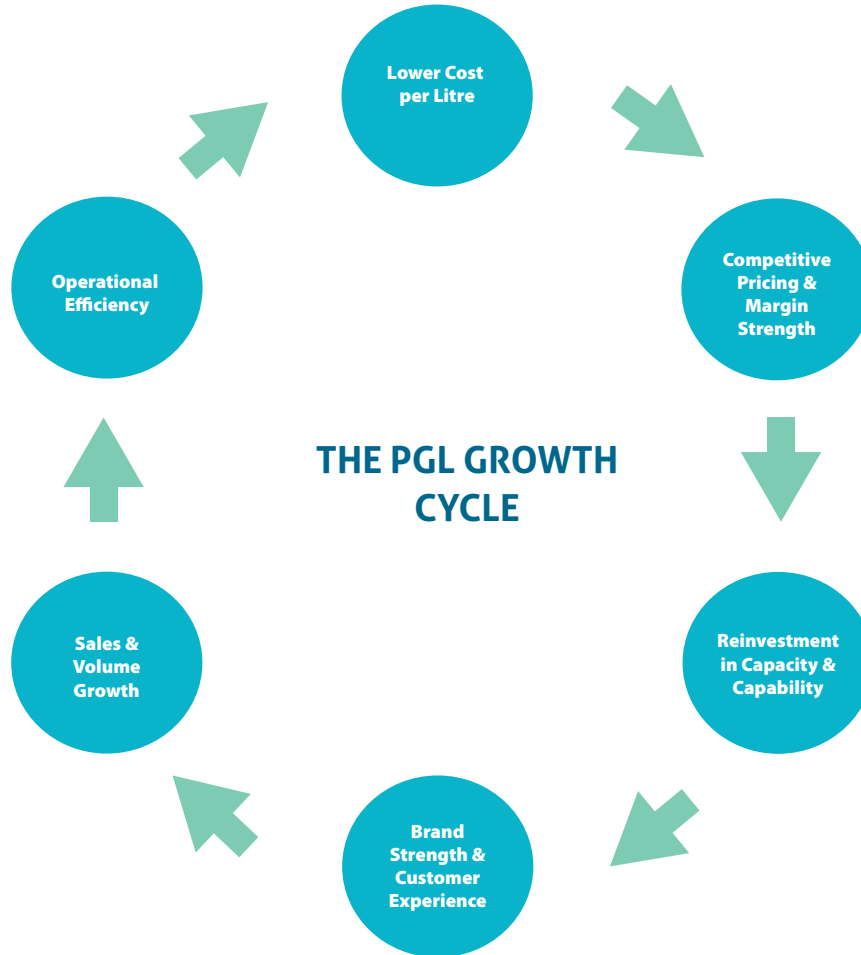 Lower Cost
per Litre
Competitive
Pricing &
Margin
Strength
Reinvestment
in Capacity &
Capability
Brand
Strength &
Customer
Experience
Sales &
Volume
Growth
Operational
Efficiency
THE PGL GROWTH
CYCLE